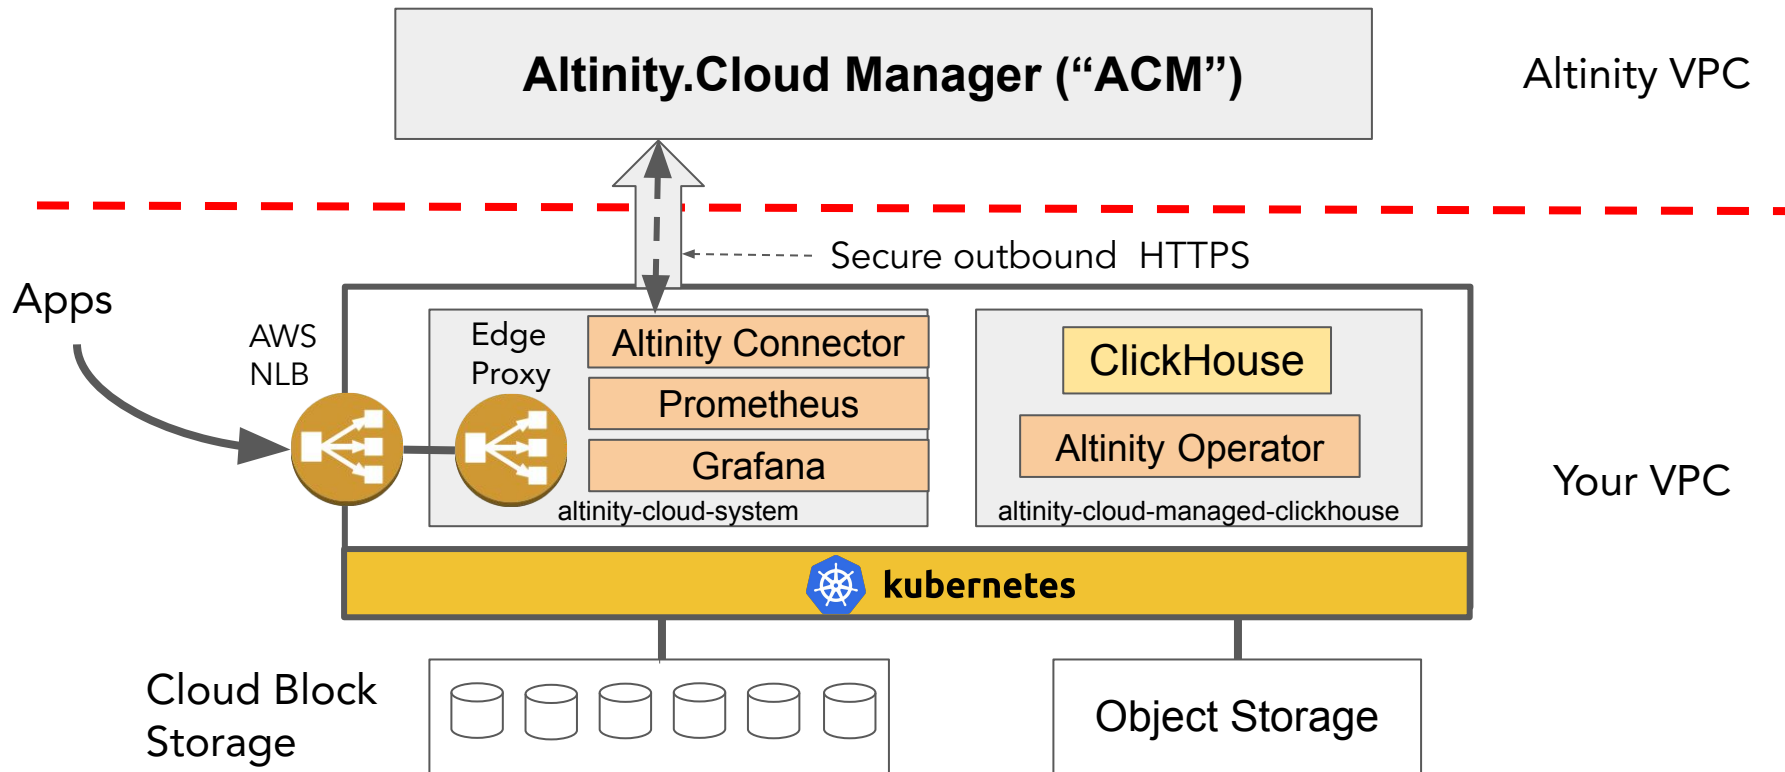 Altinity.Cloud Manager (“ACM”)
Altinity VPC
Secure outbound HTTPS
Apps
AWS
NLB
Edge
Proxy
Altinity Connector
Prometheus
Grafana
altinity-cloud-system
ClickHouse
Altinity Operator
altinity-cloud-managed-clickhouse
Your VPC
kubernetes
Cloud Block
Storage
Object Storage